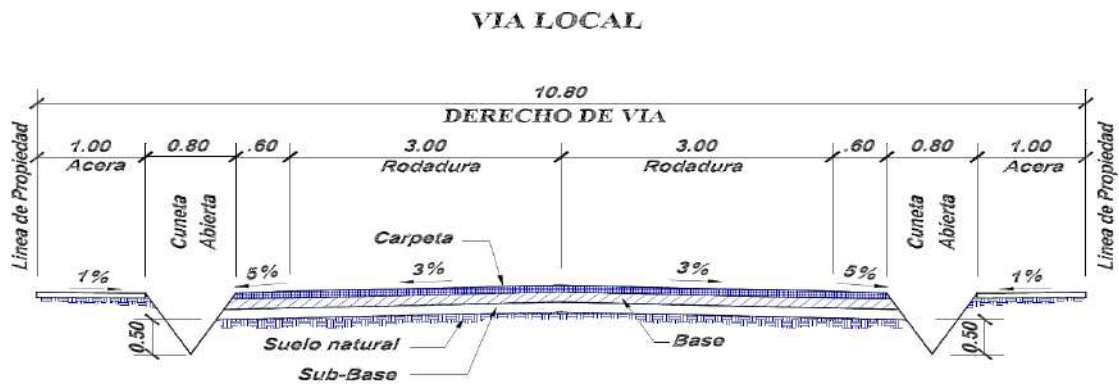 VIA LOCAL
10.80
DERECHO DE VIA
1.00 0.80 .60 3.00 3.00 .60 0.80 1.00
Acera Rodadura Rodadura Acera
Linea de Propiedad
Cuneta
Abierta
Cuneta
Abierta
Linea de Propiedad
Carpeta
1% 5% 3% 3% 5% 1%
0.50
0.50
Suelo natural
Base
Sub-Base